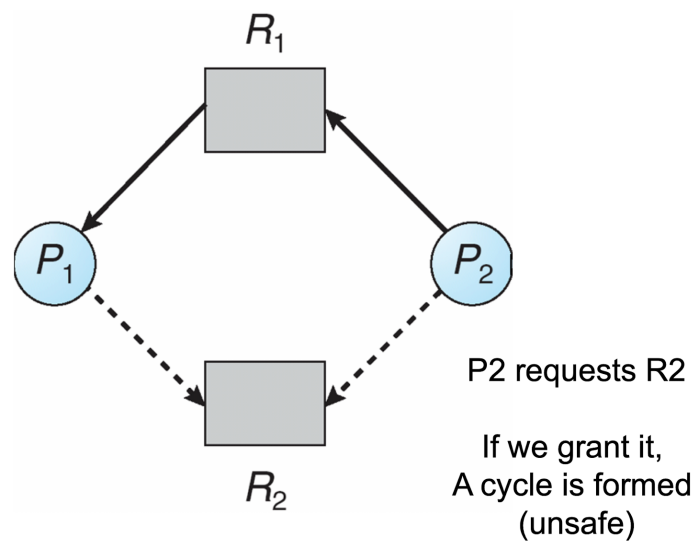 R1
P1
P2
P2 requests R2
If we grant it,
A cycle is formed
(unsafe)
R2